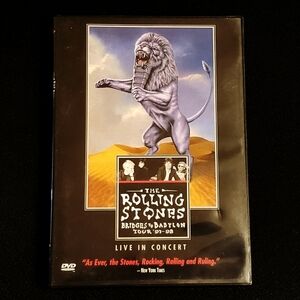 THE
ROLLING
STONES
BRIDGES TO BABYLON
TOUR '97-98
LIVE IN CONCERT
"As Ever, the Stones, Rocking, Rolling and Ruling."
— NEW YORK TIMES
DVD